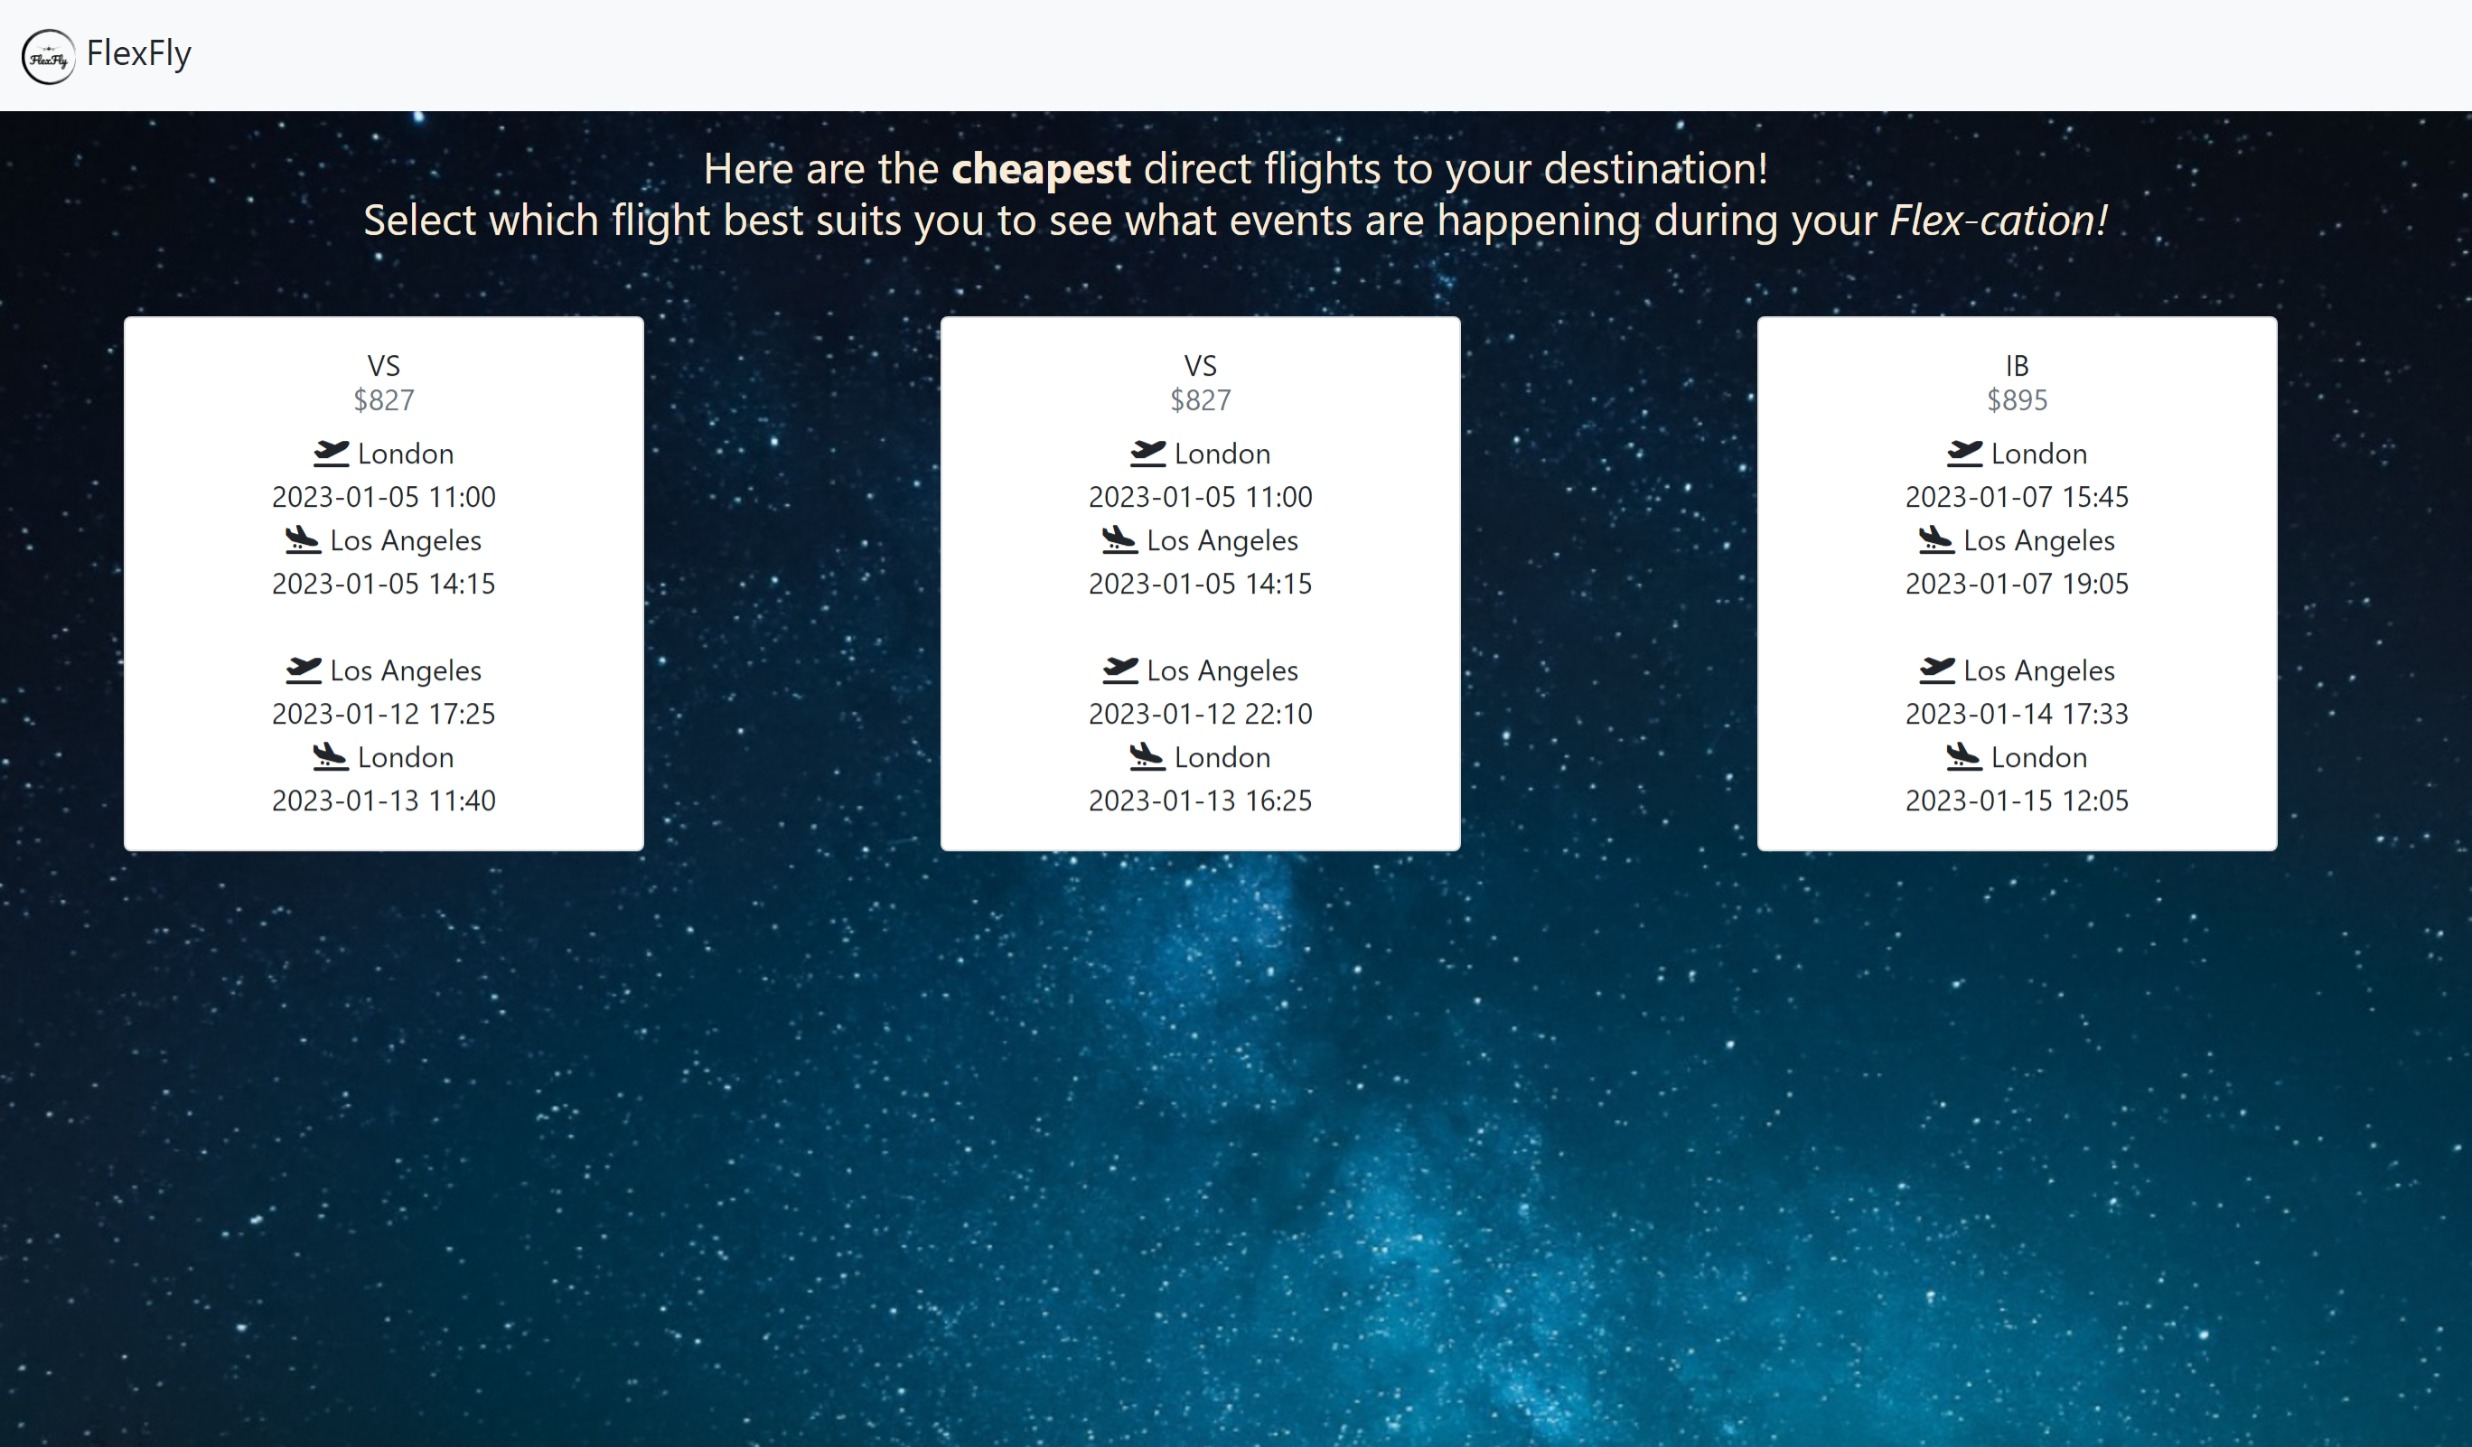 FlexFly FlexFly
Here are the cheapest direct flights to your destination!
Select which flight best suits you to see what events are happening during your Flex-cation!
VS
$827
London
2023-01-05 11:00
Los Angeles
2023-01-05 14:15
Los Angeles
2023-01-12 17:25
London
2023-01-13 11:40
VS
$827
London
2023-01-05 11:00
Los Angeles
2023-01-05 14:15
Los Angeles
2023-01-12 22:10
London
2023-01-13 16:25
IB
$895
London
2023-01-07 15:45
Los Angeles
2023-01-07 19:05
Los Angeles
2023-01-14 17:33
London
2023-01-15 12:05